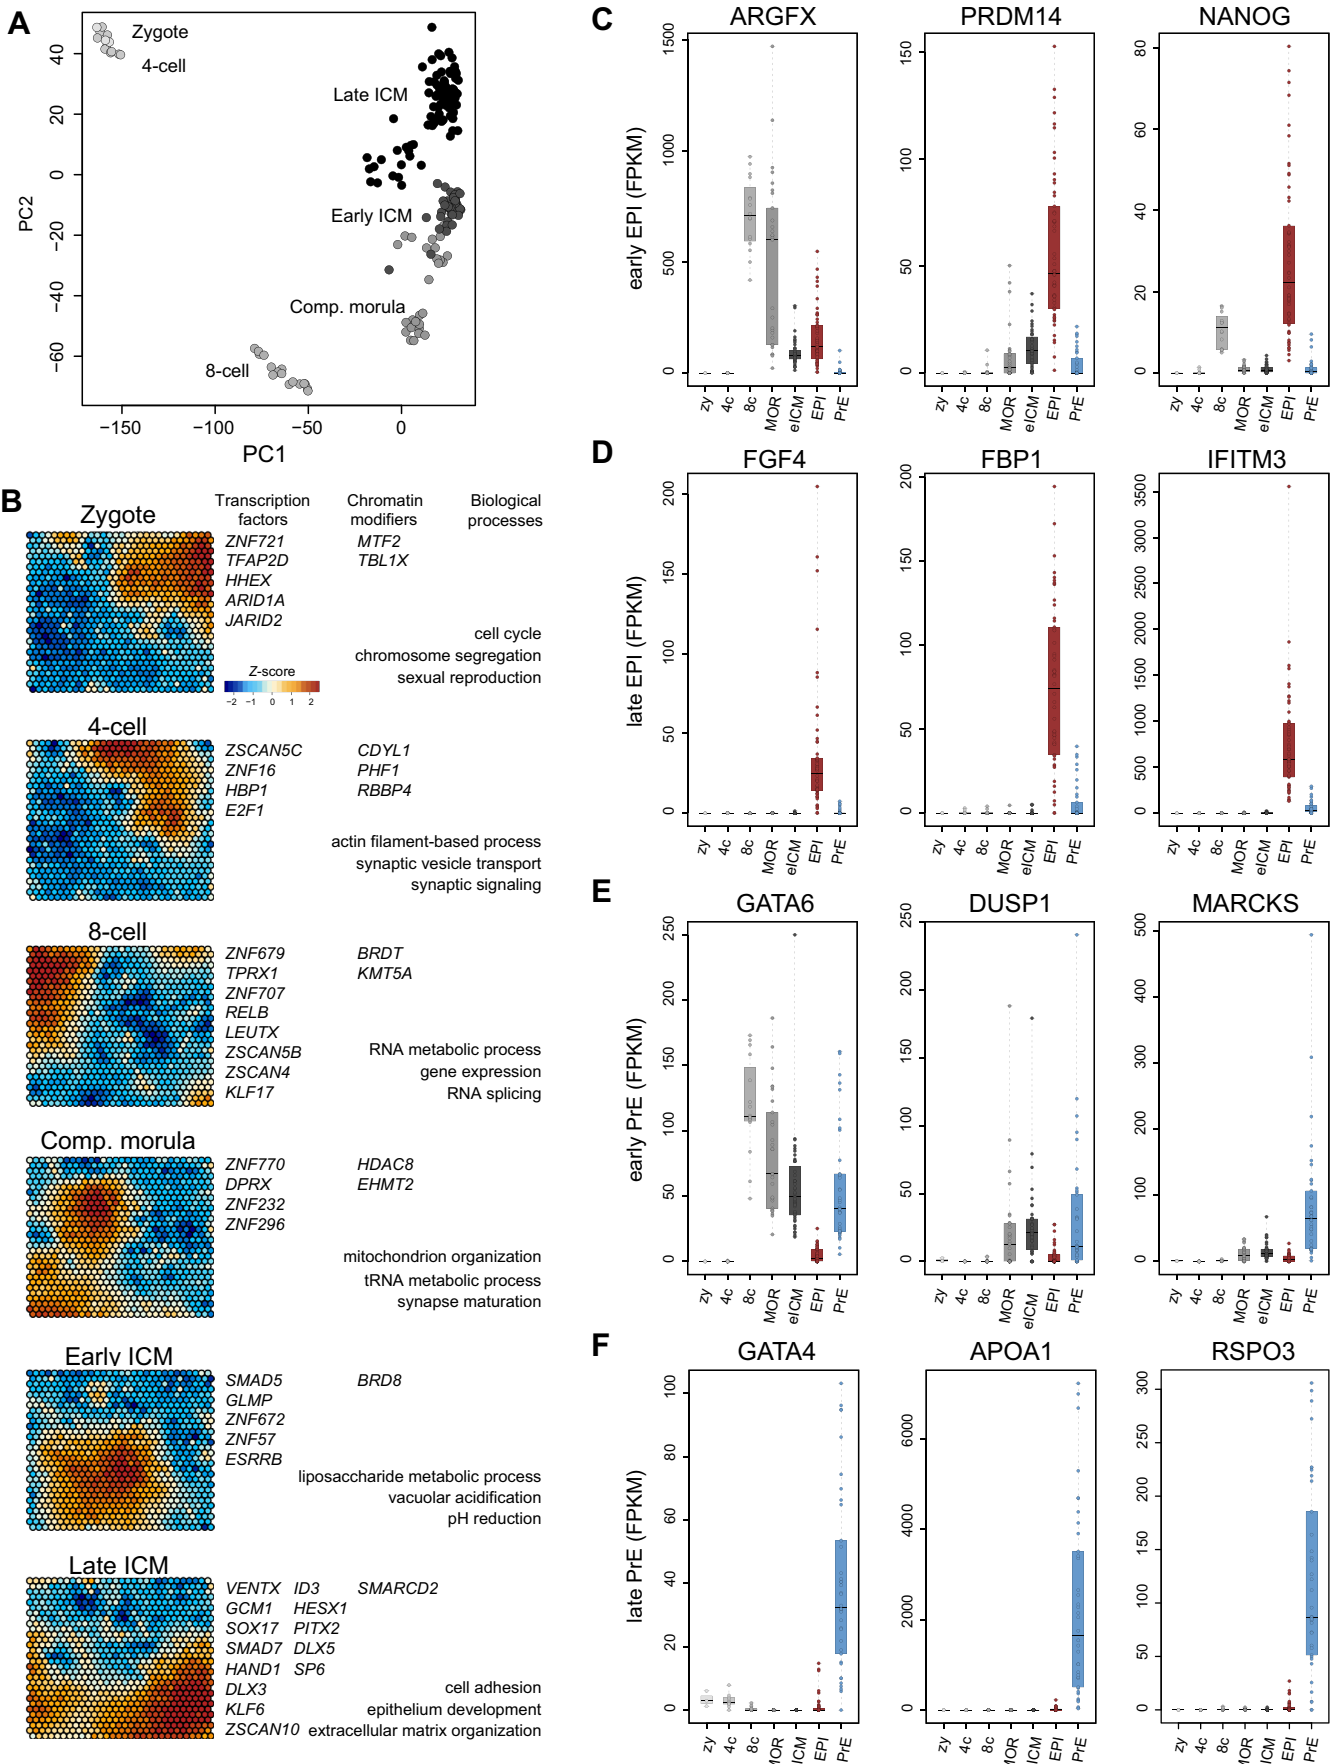 A
Zygote
4-cell
Late ICM
Early ICM
Comp. morula
8-cell
PC2
40
20
0
−20
−40
−60
−150
−100
−50
0
PC1
B
Transcription factors
Chromatin modifiers
Biological processes
Zygote
ZNF721 MTF2
TFAP2D TBL1X
HHEX
ARID1A
JARID2
cell cycle
chromosome segregation
sexual reproduction
Z-score
−2 −1 0 1 2
4-cell
ZSCAN5C CDYL1
ZNF16 PHF1
HBP1 RBBP4
E2F1
actin filament-based process
synaptic vesicle transport
synaptic signaling
8-cell
ZNF679 BRDT
TPRX1 KMT5A
ZNF707
RELB
LEUTX
ZSCAN5B
ZSCAN4
KLF17
RNA metabolic process
gene expression
RNA splicing
Comp. morula
ZNF770 HDAC8
DPRX EHMT2
ZNF232
ZNF296
mitochondrion organization
tRNA metabolic process
synapse maturation
Early ICM
SMAD5 BRD8
GLMP
ZNF672
ZNF57
ESRRB
liposaccharide metabolic process
vacuolar acidification
pH reduction
Late ICM
VENTX ID3 SMARCD2
GCM1 HESX1
SOX17 PITX2
SMAD7 DLX5
HAND1 SP6
DLX3
KLF6
ZSCAN10
cell adhesion
epithelium development
extracellular matrix organization
C
early EPI (FPKM)
ARGFX
0 500 1000 1500
zy 4c 8c MOR eICM EPI PrE
PRDM14
0 50 100 150
zy 4c 8c MOR eICM EPI PrE
NANOG
0 20 40 60 80
zy 4c 8c MOR eICM EPI PrE
D
late EPI (FPKM)
FGF4
0 50 100 150 200
zy 4c 8c MOR eICM EPI PrE
FBP1
0 50 100 150 200
zy 4c 8c MOR eICM EPI PrE
IFITM3
0 500 1000 1500 2000 2500 3000 3500
zy 4c 8c MOR eICM EPI PrE
E
early PrE (FPKM)
GATA6
0 50 100 150 200 250
zy 4c 8c MOR eICM EPI PrE
DUSP1
0 50 100 150 200 250
zy 4c 8c MOR eICM EPI PrE
MARCKS
0 100 200 300 400 500
zy 4c 8c MOR eICM EPI PrE
F
late PrE (FPKM)
GATA4
0 20 40 60 80 100
zy 4c 8c MOR eICM EPI PrE
APOA1
0 2000 4000 6000
zy 4c 8c MOR eICM EPI PrE
RSPO3
0 50 100 150 200 250 300
zy 4c 8c MOR eICM EPI PrE